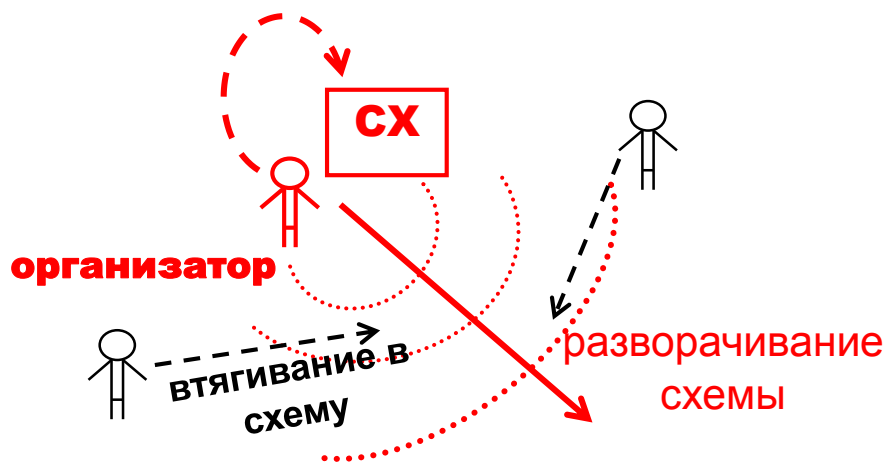 СХ
организатор
разворачивание
схемы
втягивание в
схему